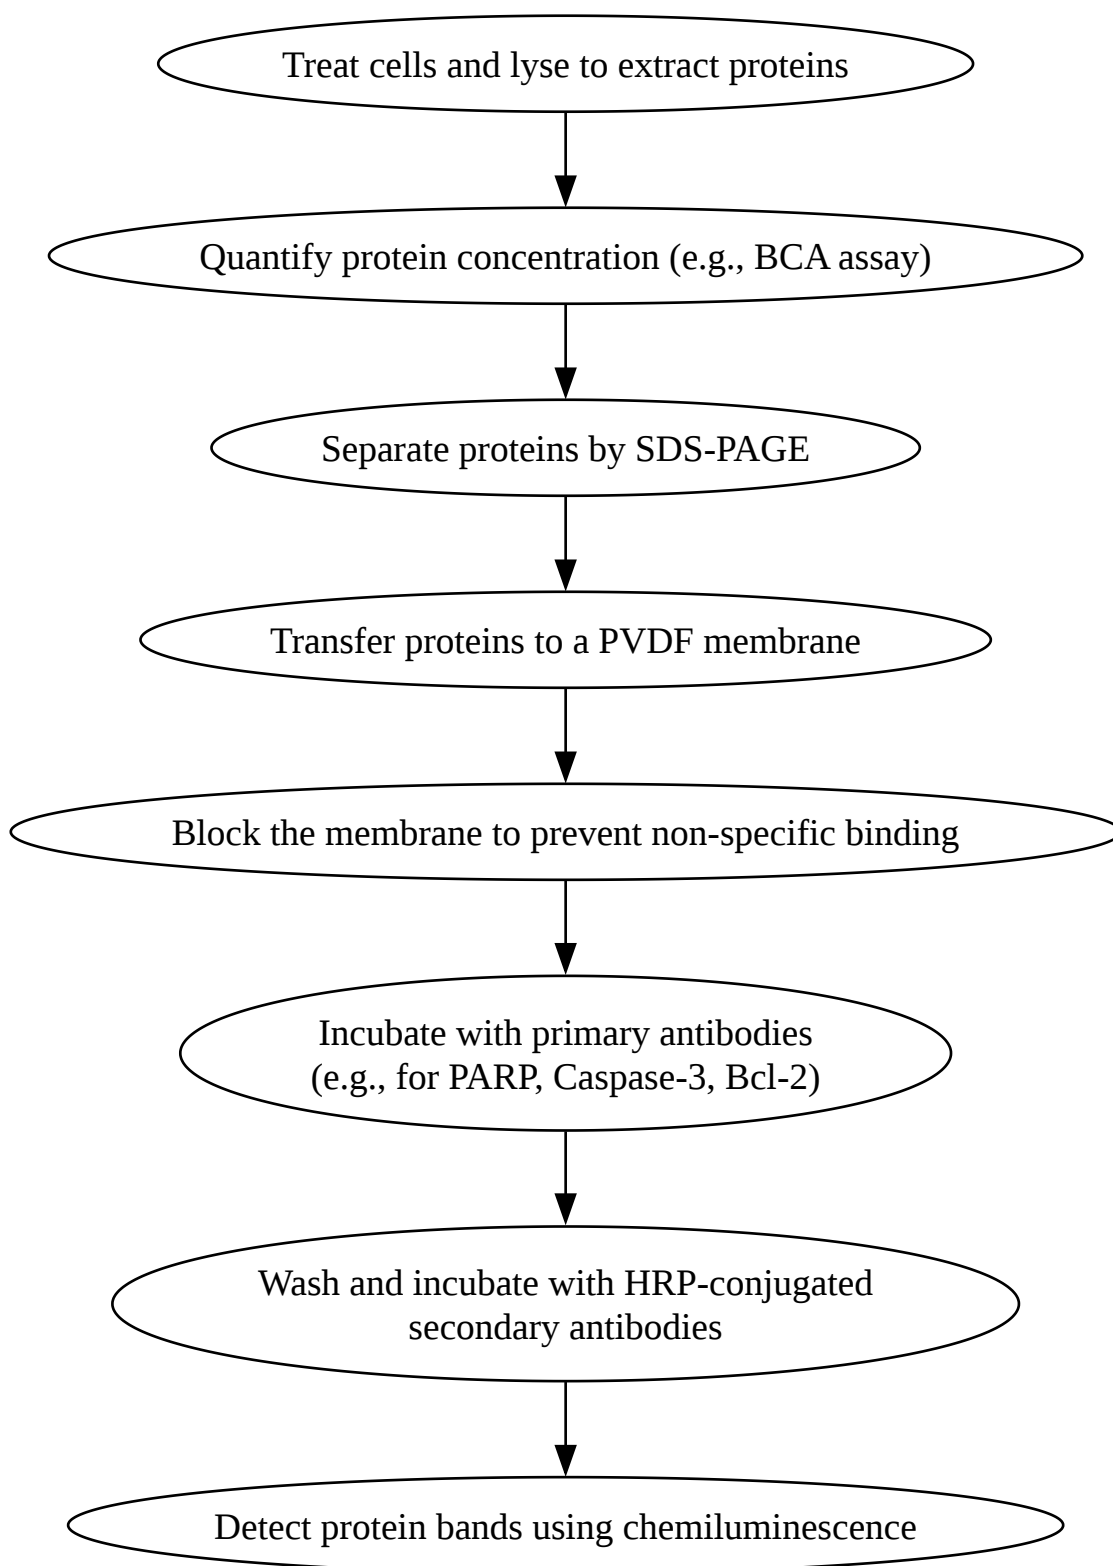 Treat cells and lyse to extract proteins
Quantify protein concentration (e.g., BCA assay)
Separate proteins by SDS-PAGE
Transfer proteins to a PVDF membrane
Block the membrane to prevent non-specific binding
Incubate with primary antibodies
(e.g., for PARP, Caspase-3, Bcl-2)
Wash and incubate with HRP-conjugated
secondary antibodies
Detect protein bands using chemiluminescence